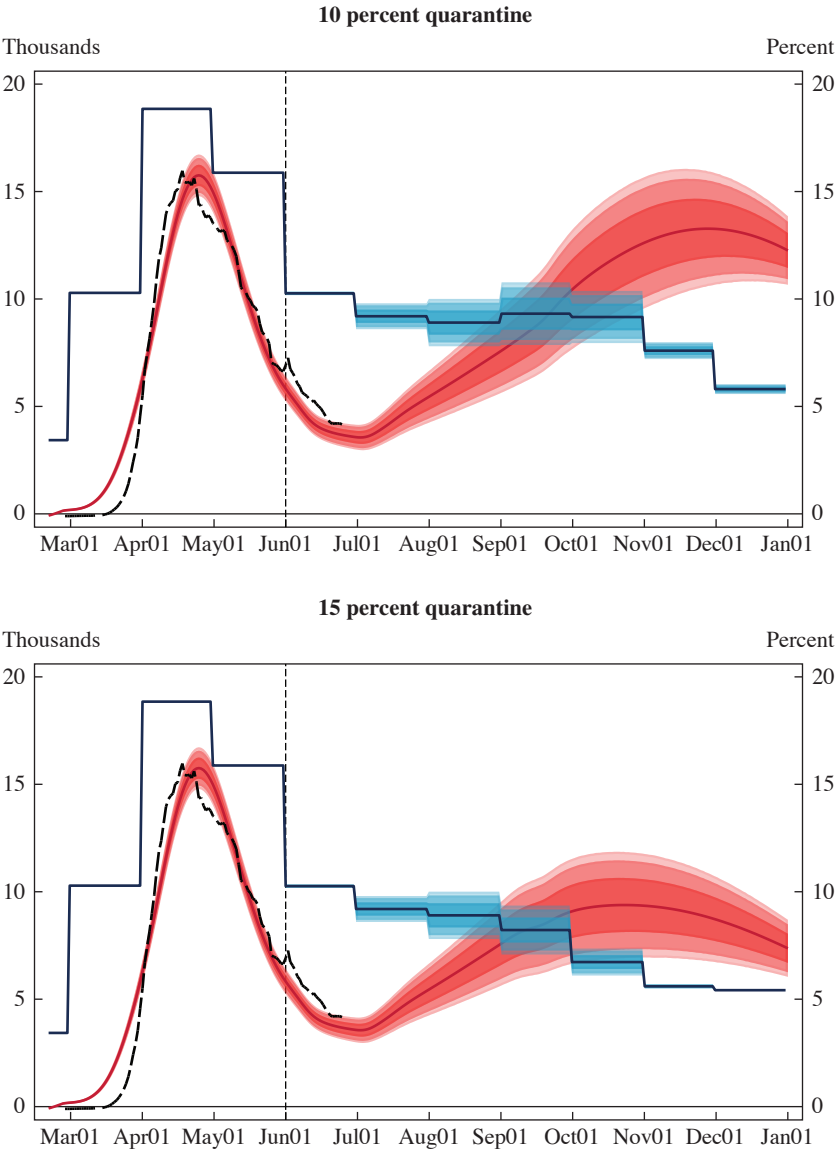 10 percent quarantine
Thousands Percent
20 20
15 15
10 10
5 5
0 0
Mar01 Apr01 May01 Jun01 Jul01 Aug01 Sep01 Oct01 Nov01 Dec01 Jan01
15 percent quarantine
Thousands Percent
20 20
15 15
10 10
5 5
0 0
Mar01 Apr01 May01 Jun01 Jul01 Aug01 Sep01 Oct01 Nov01 Dec01 Jan01